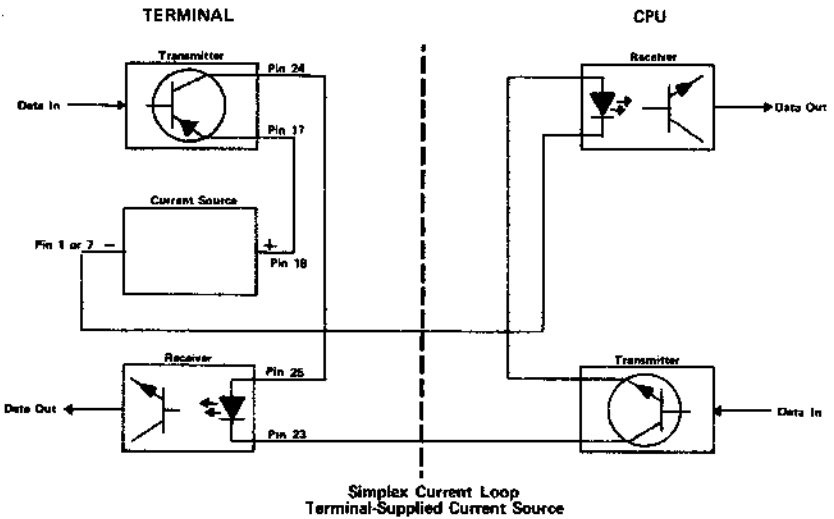 TERMINAL
CPU
Transmitter
Pin 24
Data In
Pin 17
Receiver
Data Out
Current Source
Pin 1 or 7 −
+
Pin 18
Receiver
Pin 25
Data Out
Pin 23
Transmitter
Data In
Simplex Current Loop
Terminal-Supplied Current Source